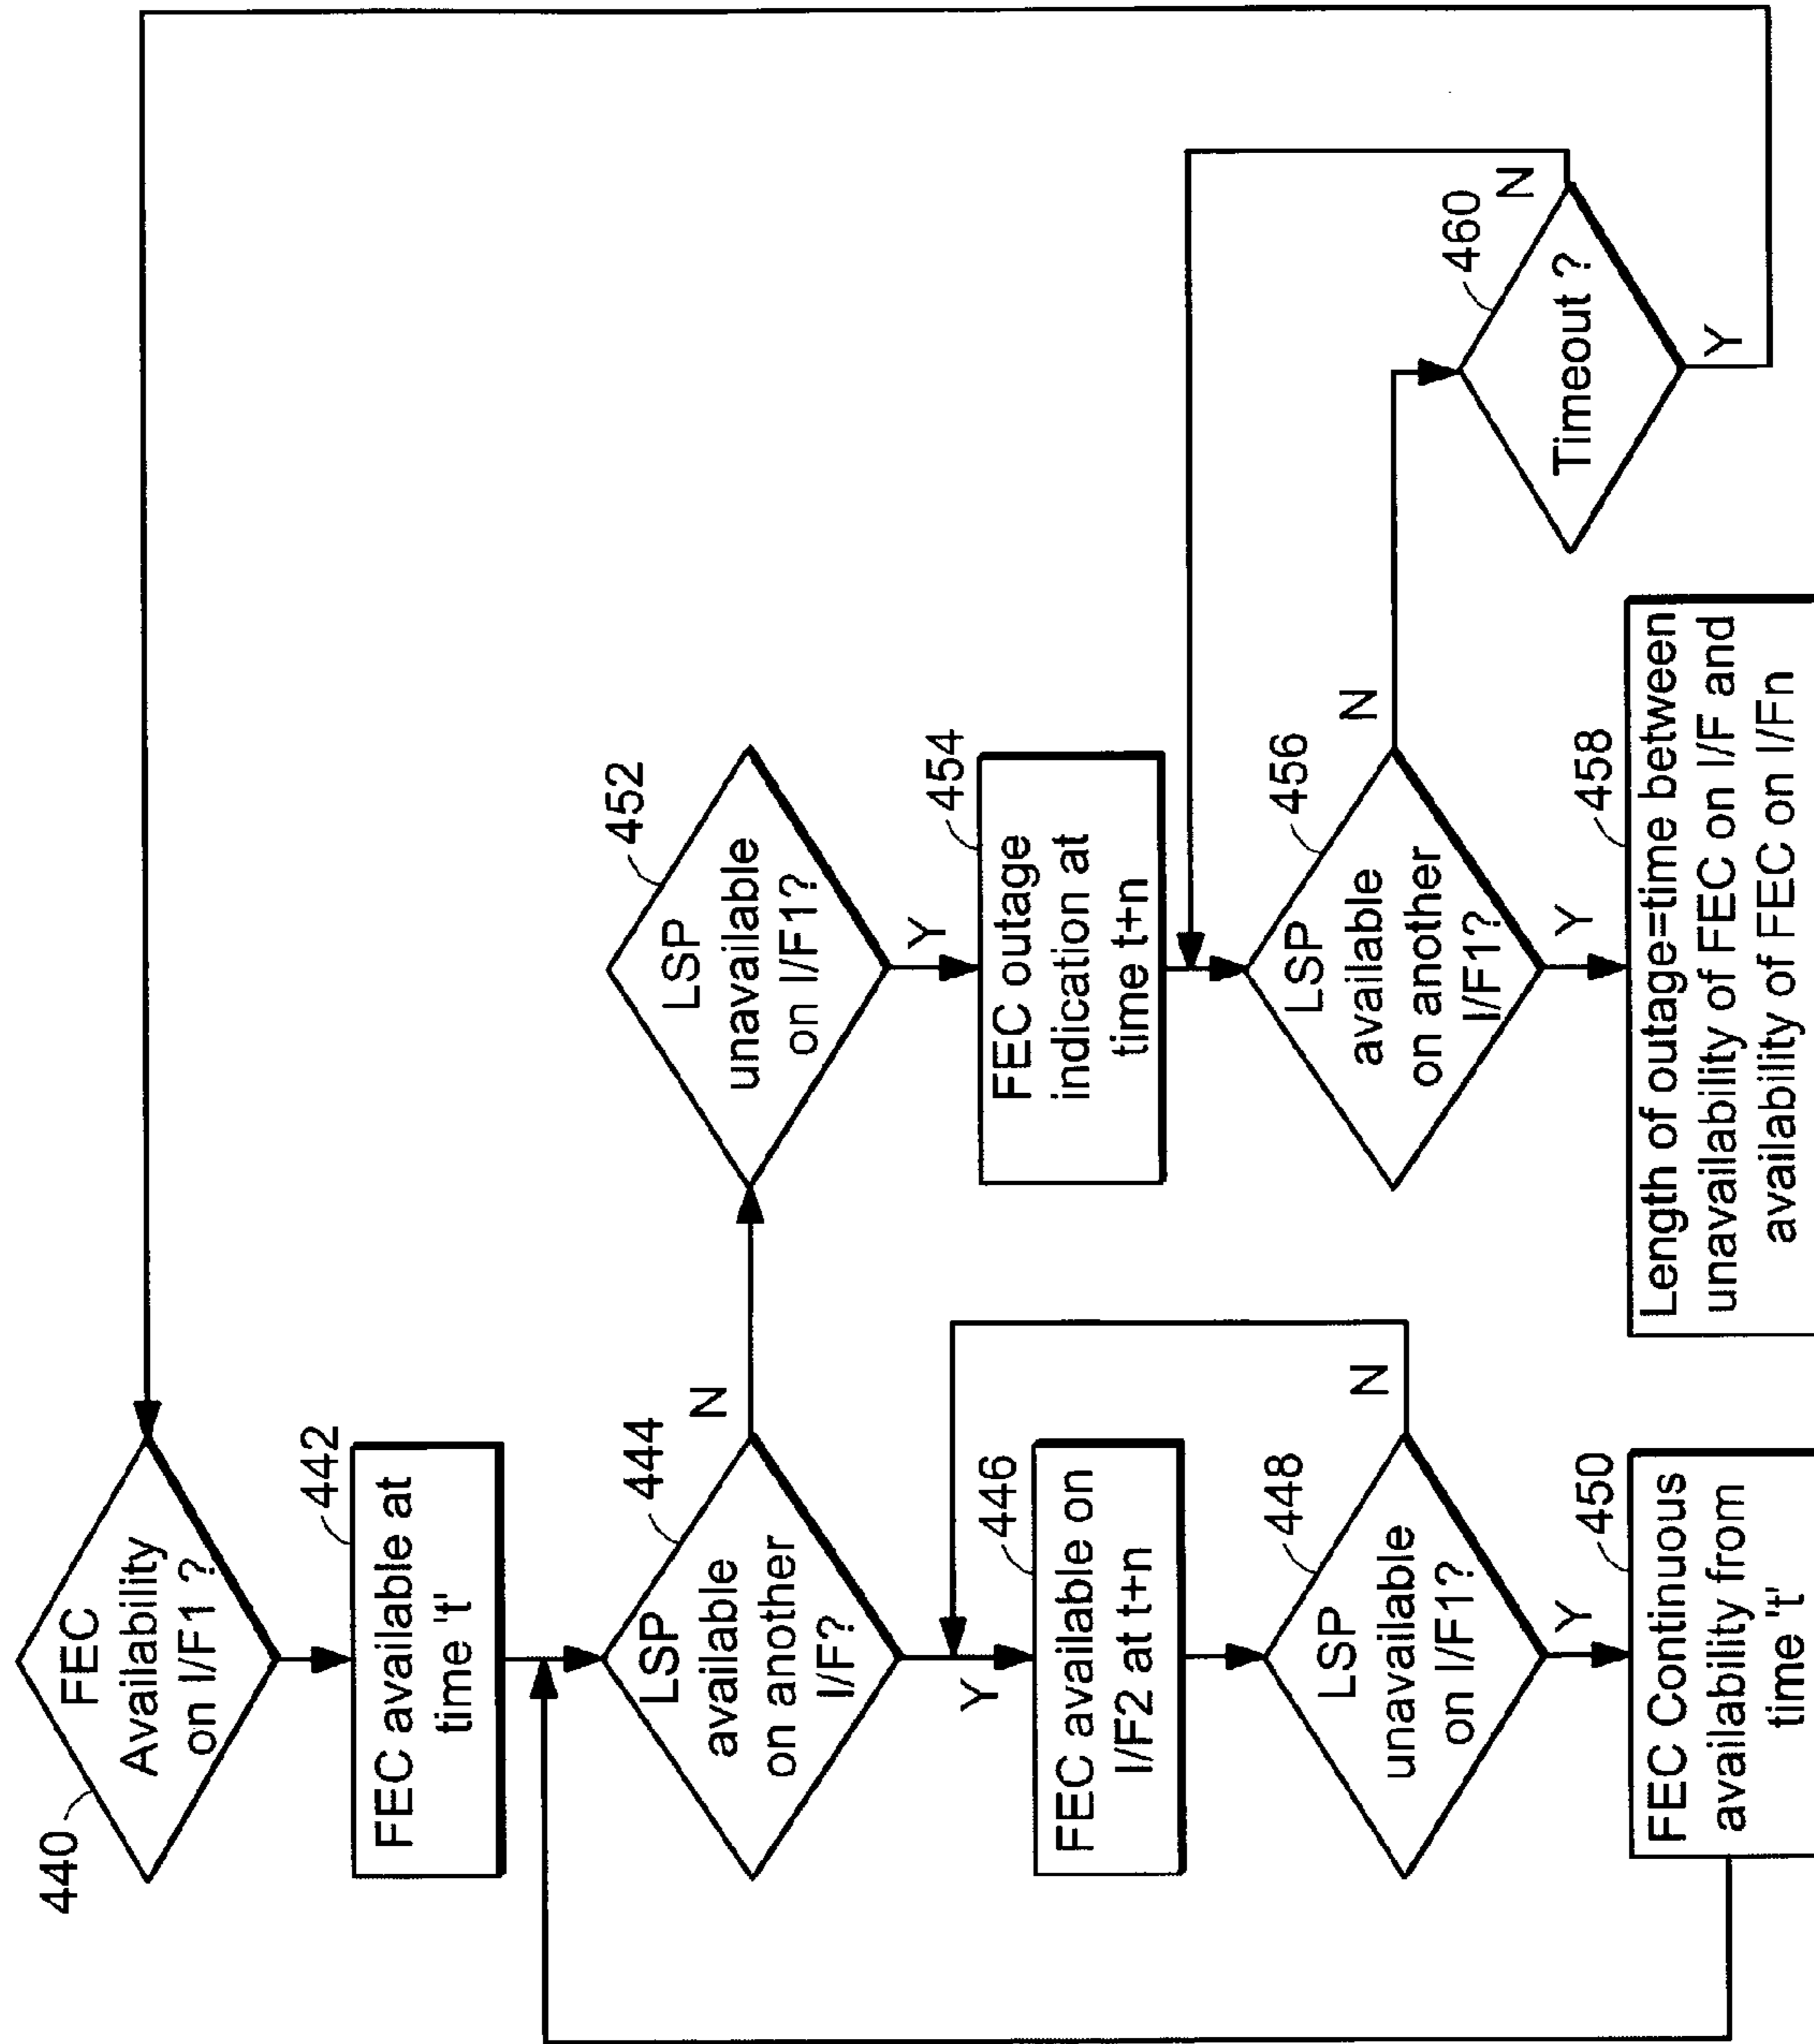 440
FEC
Availability
on I/F1 ?
442
FEC available at
time 't'
444
LSP
available
on another
I/F?
N
Y
446
FEC available on
I/F2 at t+n
448
LSP
unavailable
on I/F1?
N
Y
450
FEC Continuous
availability from
time 't'
452
LSP
unavailable
on I/F1?
Y
454
FEC outage
indication at
time t+n
456
LSP
available
on another
I/F1?
N
Y
458
Length of outage=time between
unavailability of FEC on I/F and
availability of FEC on I/Fn
460
Timeout ?
N
Y